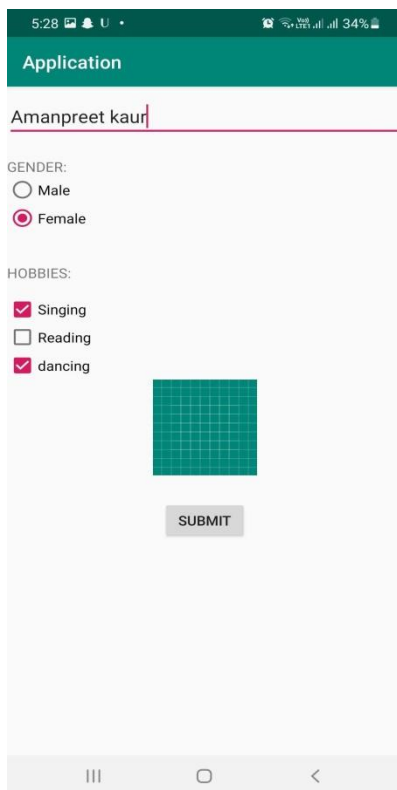 5:28 U 34%
Application
Amanpreet kaur
GENDER:
Male
Female
HOBBIES:
Singing
Reading
dancing
SUBMIT